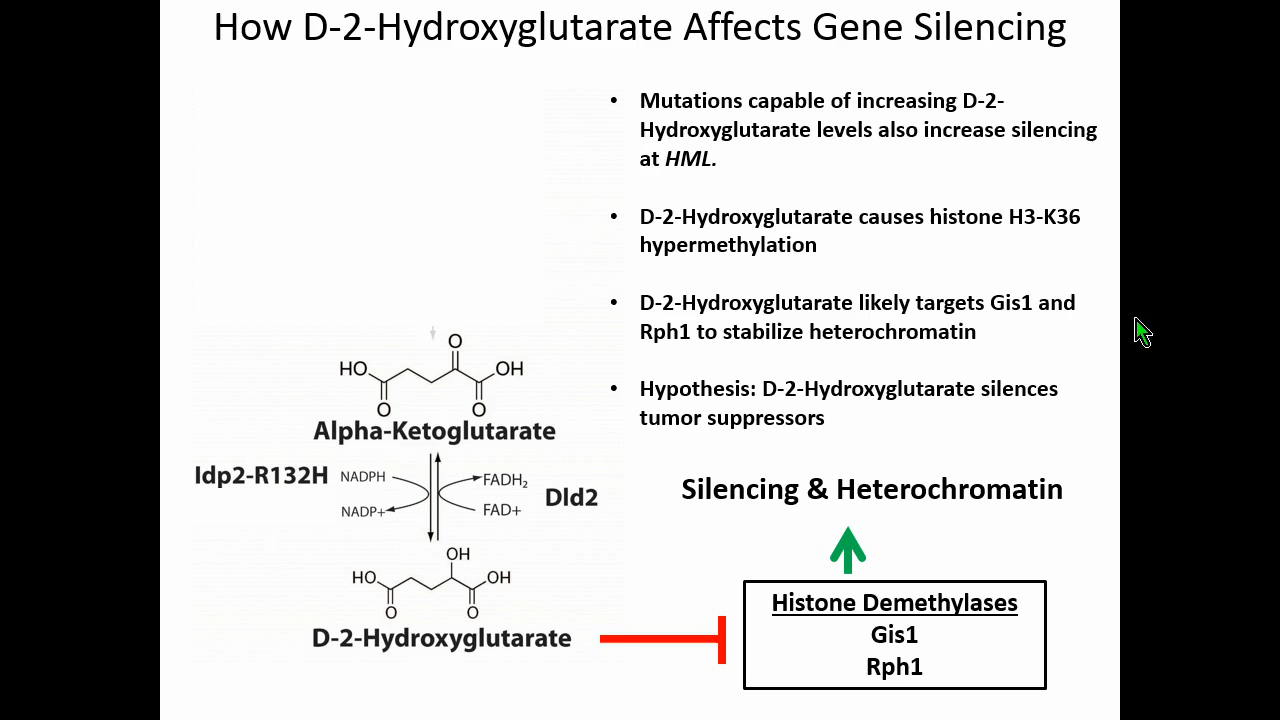 How D-2-Hydroxyglutarate Affects Gene Silencing
• Mutations capable of increasing D-2-
Hydroxyglutarate levels also increase silencing
at HML.
• D-2-Hydroxyglutarate causes histone H3-K36
hypermethylation
• D-2-Hydroxyglutarate likely targets Gis1 and
Rph1 to stabilize heterochromatin
• Hypothesis: D-2-Hydroxyglutarate silences
tumor suppressors
O
HO
OH
O
O
Alpha-Ketoglutarate
Idp2-R132H
NADPH
NADP+
FADH₂
FAD+
Dld2
OH
HO
OH
O
O
D-2-Hydroxyglutarate
Silencing & Heterochromatin
Histone Demethylases
Gis1
Rph1